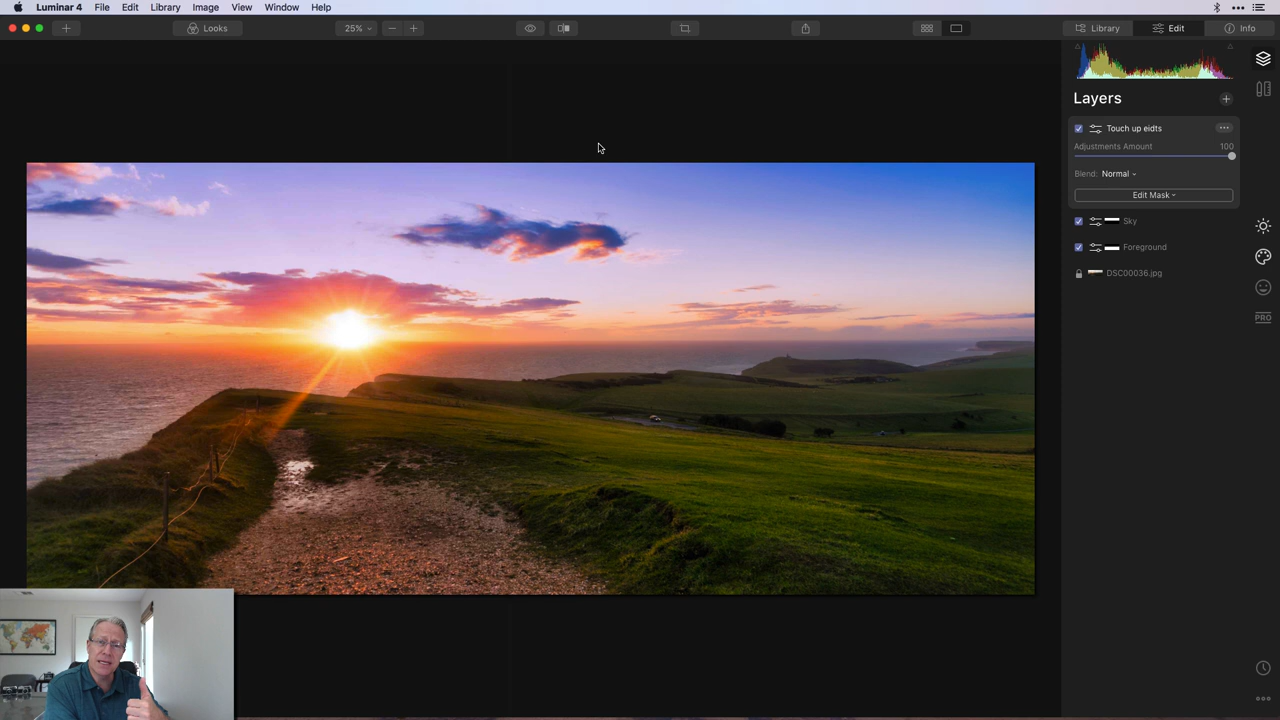 Luminar 4 File Edit Library Image View Window Help
Looks 25% Library Edit Info
Layers
Touch up eidts
Adjustments Amount 100
Blend: Normal
Edit Mask
Sky
Foreground
DSC00036.jpg
PRO